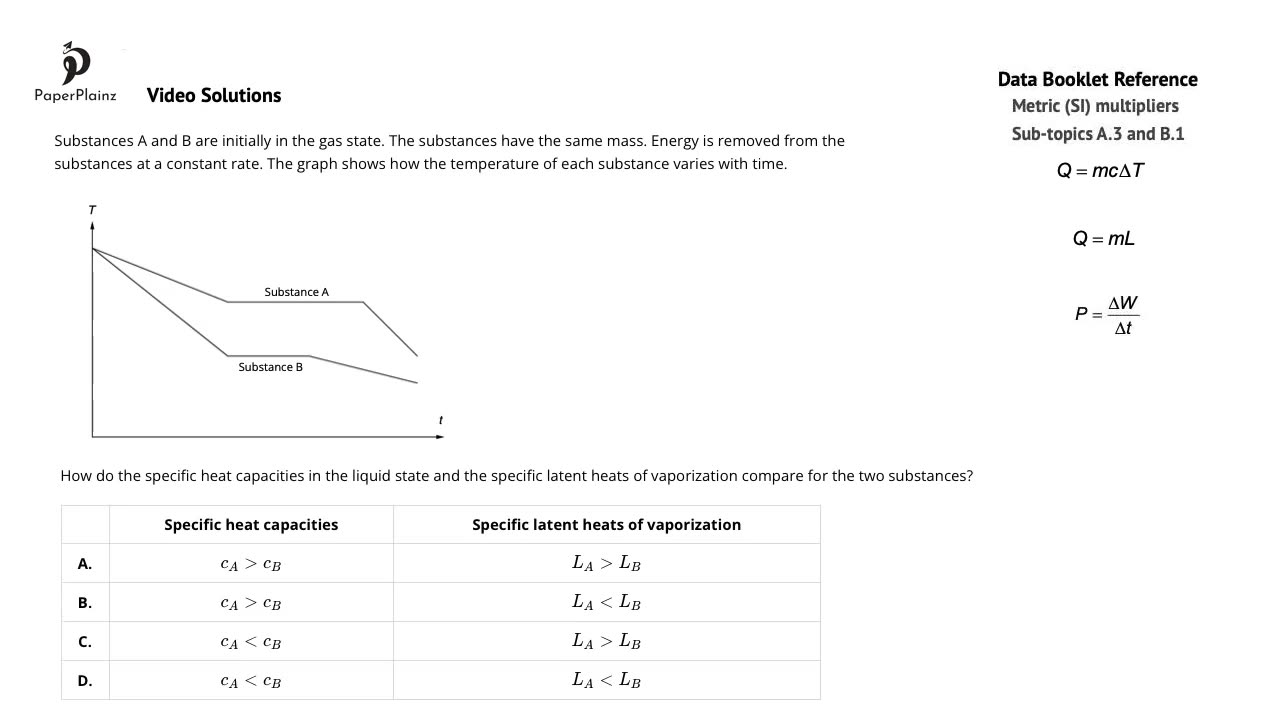 PaperPlainz
Video Solutions
Data Booklet Reference
Metric (SI) multipliers
Sub-topics A.3 and B.1
Q = mcΔT
Q = mL
P = ΔW/Δt
Substances A and B are initially in the gas state. The substances have the same mass. Energy is removed from the
substances at a constant rate. The graph shows how the temperature of each substance varies with time.
T
Substance A
Substance B
t
How do the specific heat capacities in the liquid state and the specific latent heats of vaporization compare for the two substances?
Specific heat capacities Specific latent heats of vaporization
A. c_A > c_B L_A > L_B
B. c_A > c_B L_A < L_B
C. c_A < c_B L_A > L_B
D. c_A < c_B L_A < L_B